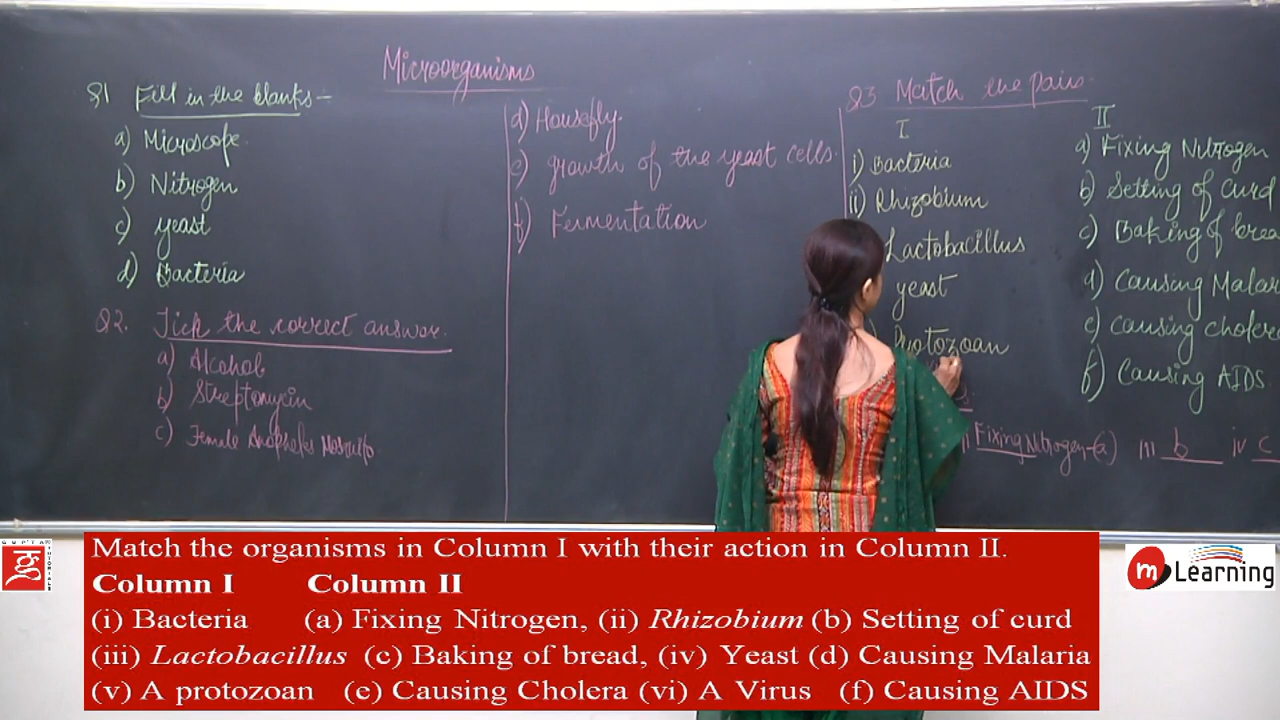 Microorganisms
Q1 Fill in the blanks –
a) Microscope.
b) Nitrogen
c) yeast
d) Bacteria
Q2. Tick the correct answer.
a) Alcohol
b) Streptomycin
c) Female Anopheles Mosquito.
d) Housefly.
e) growth of the yeast cells.
f) Fermentation
Q3 Match the pairs.
I
i) Bacteria
ii) Rhizobium
Lactobacillus
yeast
Protozoan
II
a) Fixing Nitrogen
b) Setting of curd
c) Baking of brea
d) Causing Malar
e) Causing cholera
f) Causing AIDS
Fixing Nitrogen-(a) iii b iv c
Match the organisms in Column I with their action in Column II.
Column I Column II
(i) Bacteria (a) Fixing Nitrogen, (ii) Rhizobium (b) Setting of curd
(iii) Lactobacillus (c) Baking of bread, (iv) Yeast (d) Causing Malaria
(v) A protozoan (e) Causing Cholera (vi) A Virus (f) Causing AIDS
GUPTA
TUTORIALS
m Learning